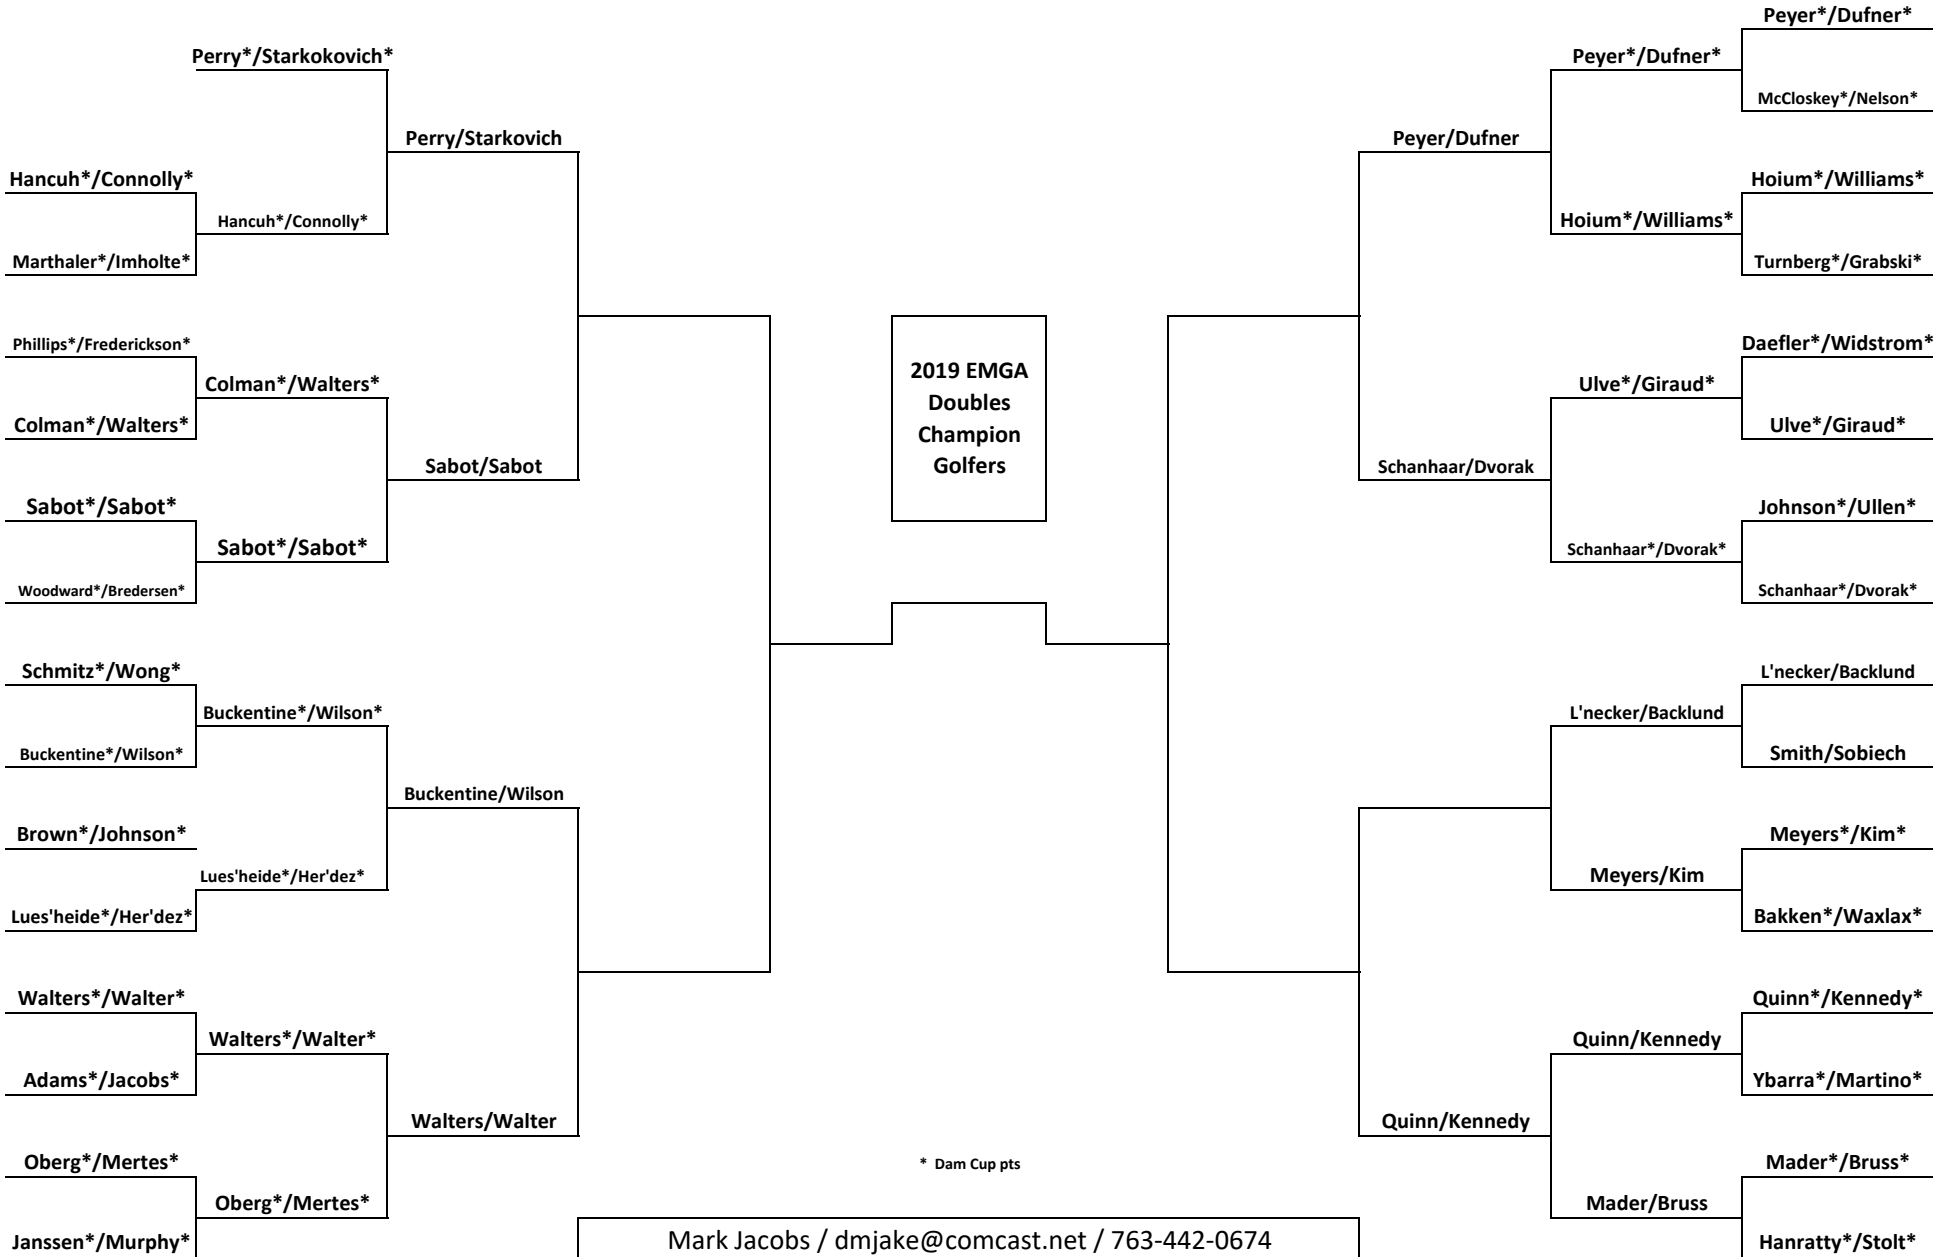 Peyer*/Dufner*
Perry*/Starkokovich*
Peyer*/Dufner*
McCloskey*/Nelson*
Perry/Starkovich
Peyer/Dufner
Hancuh*/Connolly*
Hoium*/Williams*
Hancuh*/Connolly*
Hoium*/Williams*
Marthaler*/Imholte*
Turnberg*/Grabski*
Phillips*/Frederickson*
Daefler*/Widstrom*
2019 EMGA
Doubles
Champion
Golfers
Colman*/Walters*
Ulve*/Giraud*
Colman*/Walters*
Ulve*/Giraud*
Sabot/Sabot
Schanhaar/Dvorak
Sabot*/Sabot*
Johnson*/Ullen*
Sabot*/Sabot*
Schanhaar*/Dvorak*
Woodward*/Bredersen*
Schanhaar*/Dvorak*
Schmitz*/Wong*
L'necker/Backlund
Buckentine*/Wilson*
L'necker/Backlund
Buckentine*/Wilson*
Smith/Sobiech
Buckentine/Wilson
Brown*/Johnson*
Meyers*/Kim*
Lues'heide*/Her'dez*
Meyers/Kim
Lues'heide*/Her'dez*
Bakken*/Waxlax*
Walters*/Walter*
Quinn*/Kennedy*
Walters*/Walter*
Quinn/Kennedy
Adams*/Jacobs*
Ybarra*/Martino*
Walters/Walter
Quinn/Kennedy
Oberg*/Mertes*
* Dam Cup pts
Mader*/Bruss*
Oberg*/Mertes*
Mader/Bruss
Janssen*/Murphy*
Mark Jacobs / dmjake@comcast.net / 763-442-0674
Hanratty*/Stolt*